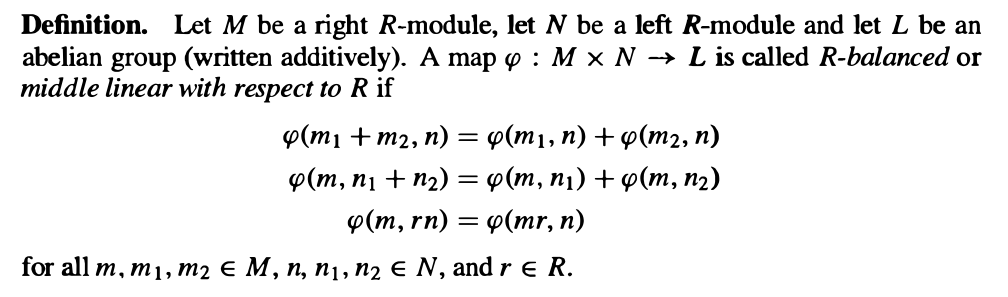 Definition. Let M be a right R-module, let N be a left R-module and let L be an
abelian group (written additively). A map φ : M × N → L is called R-balanced or
middle linear with respect to R if
φ(m₁ + m₂, n) = φ(m₁, n) + φ(m₂, n)
φ(m, n₁ + n₂) = φ(m, n₁) + φ(m, n₂)
φ(m, rn) = φ(mr, n)
for all m, m₁, m₂ ∈ M, n, n₁, n₂ ∈ N, and r ∈ R.